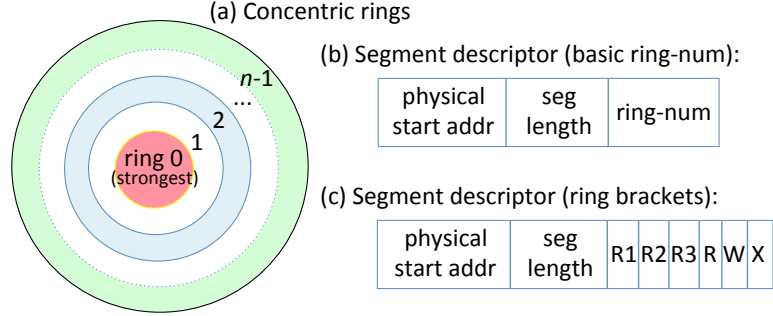 (a) Concentric rings
n-1
...
2
1
ring 0
(strongest)
(b) Segment descriptor (basic ring-num):
physical
start addr
seg
length
ring-num
(c) Segment descriptor (ring brackets):
physical
start addr
seg
length
R1 R2 R3 R W X